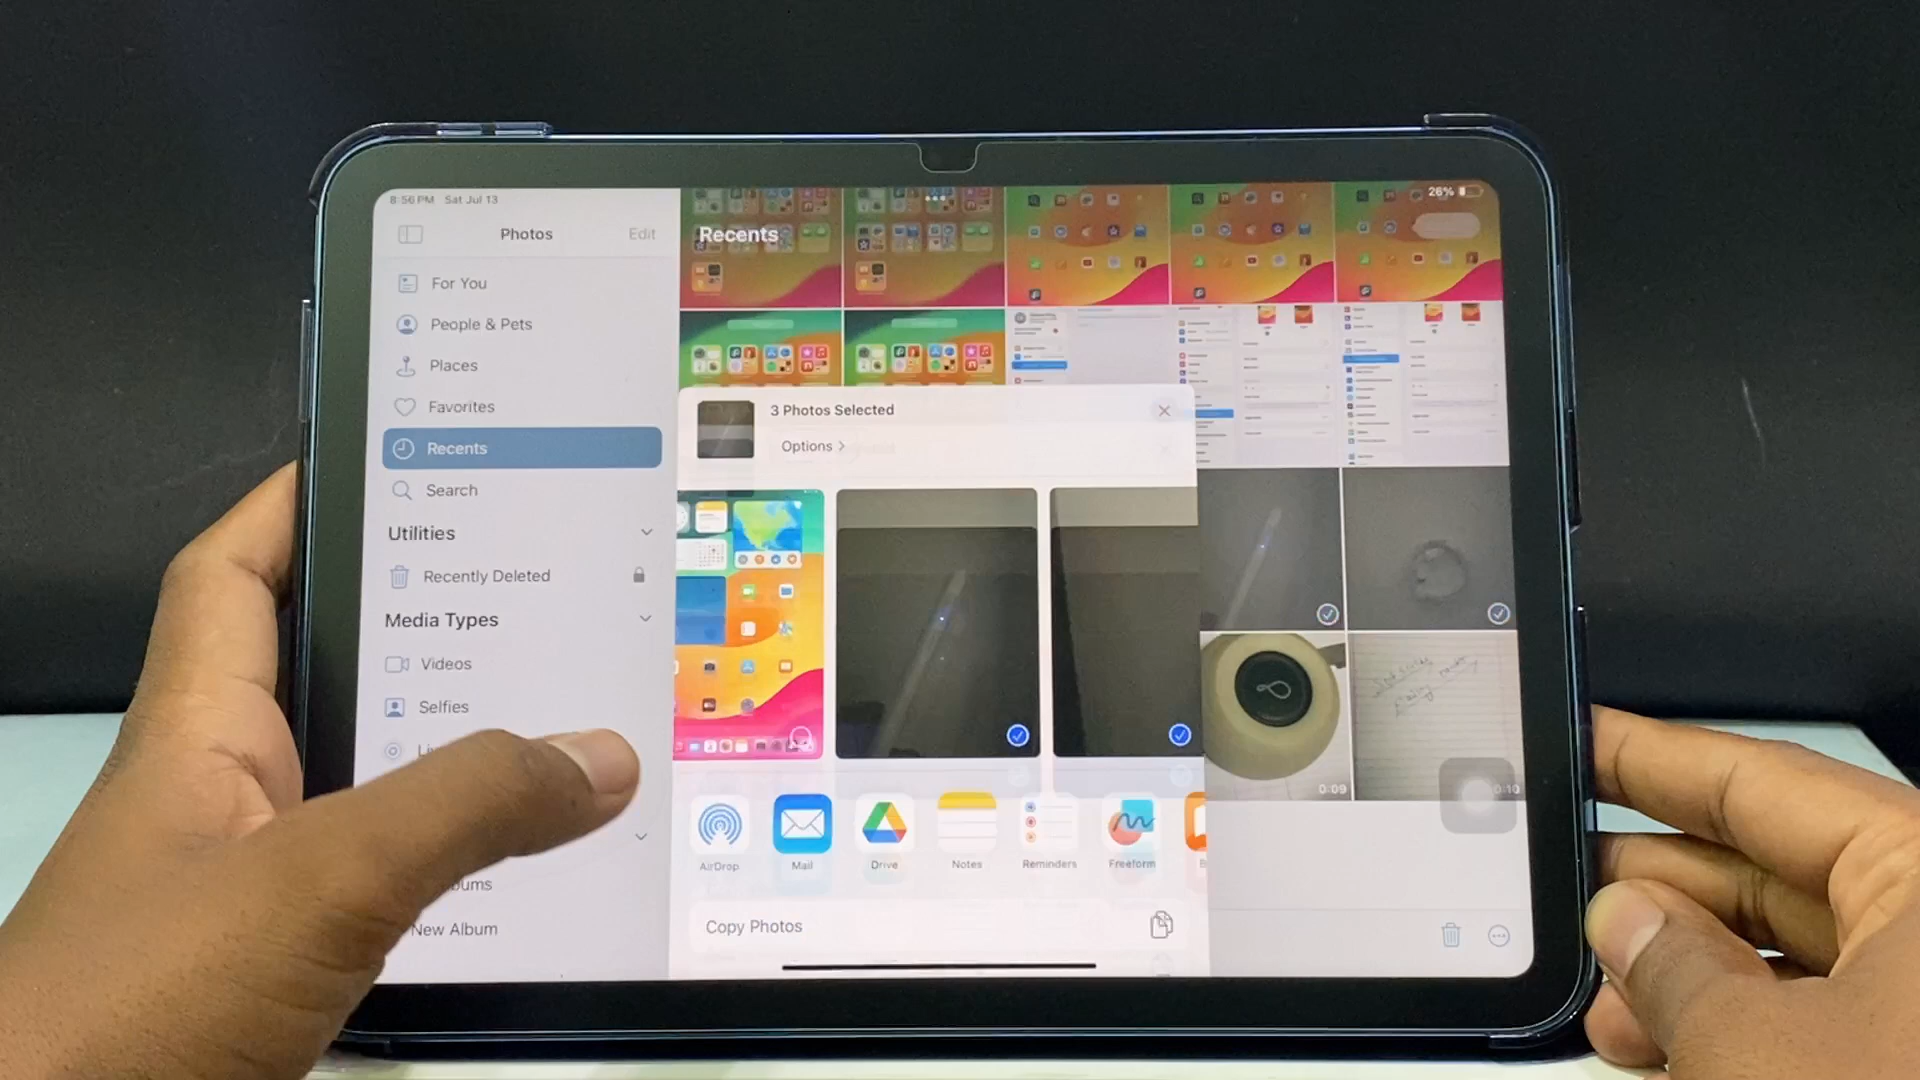 8:56 PM Sat Jul 13
26%
Photos
Edit
Recents
For You
People & Pets
Places
Favorites
Recents
Search
Utilities
Recently Deleted
Media Types
Videos
Selfies
New Album
3 Photos Selected
Options >
AirDrop
Mail
Drive
Notes
Reminders
Freeform
Copy Photos
0:09
0:10